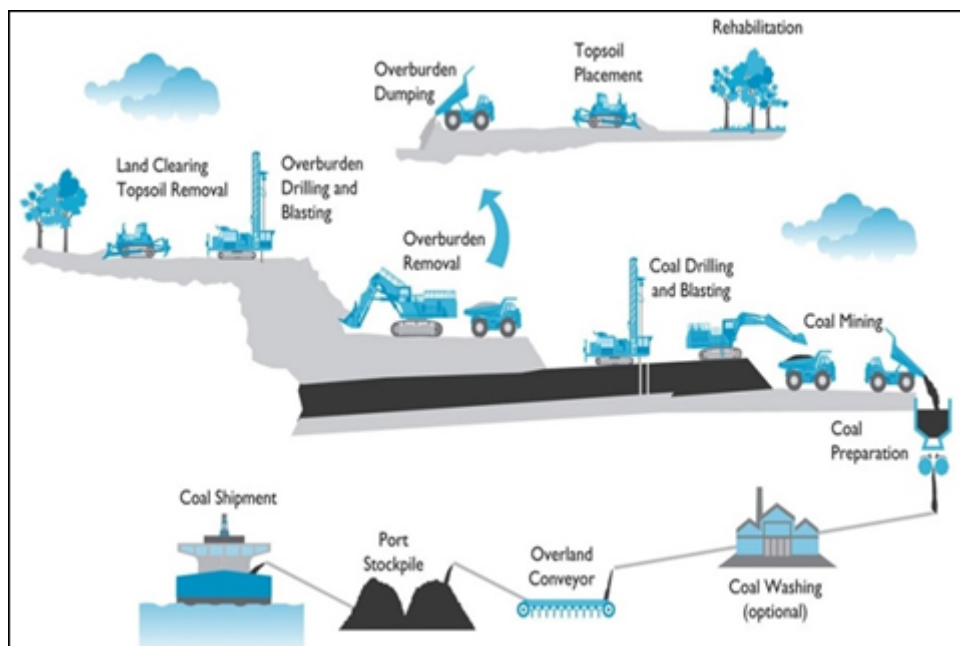 Rehabilitation
Overburden
Dumping
Topsoil
Placement
Land Clearing
Topsoil Removal
Overburden
Drilling and
Blasting
Overburden
Removal
Coal Drilling
and Blasting
Coal Mining
Coal
Preparation
Coal Shipment
Port
Stockpile
Overland
Conveyor
Coal Washing
(optional)